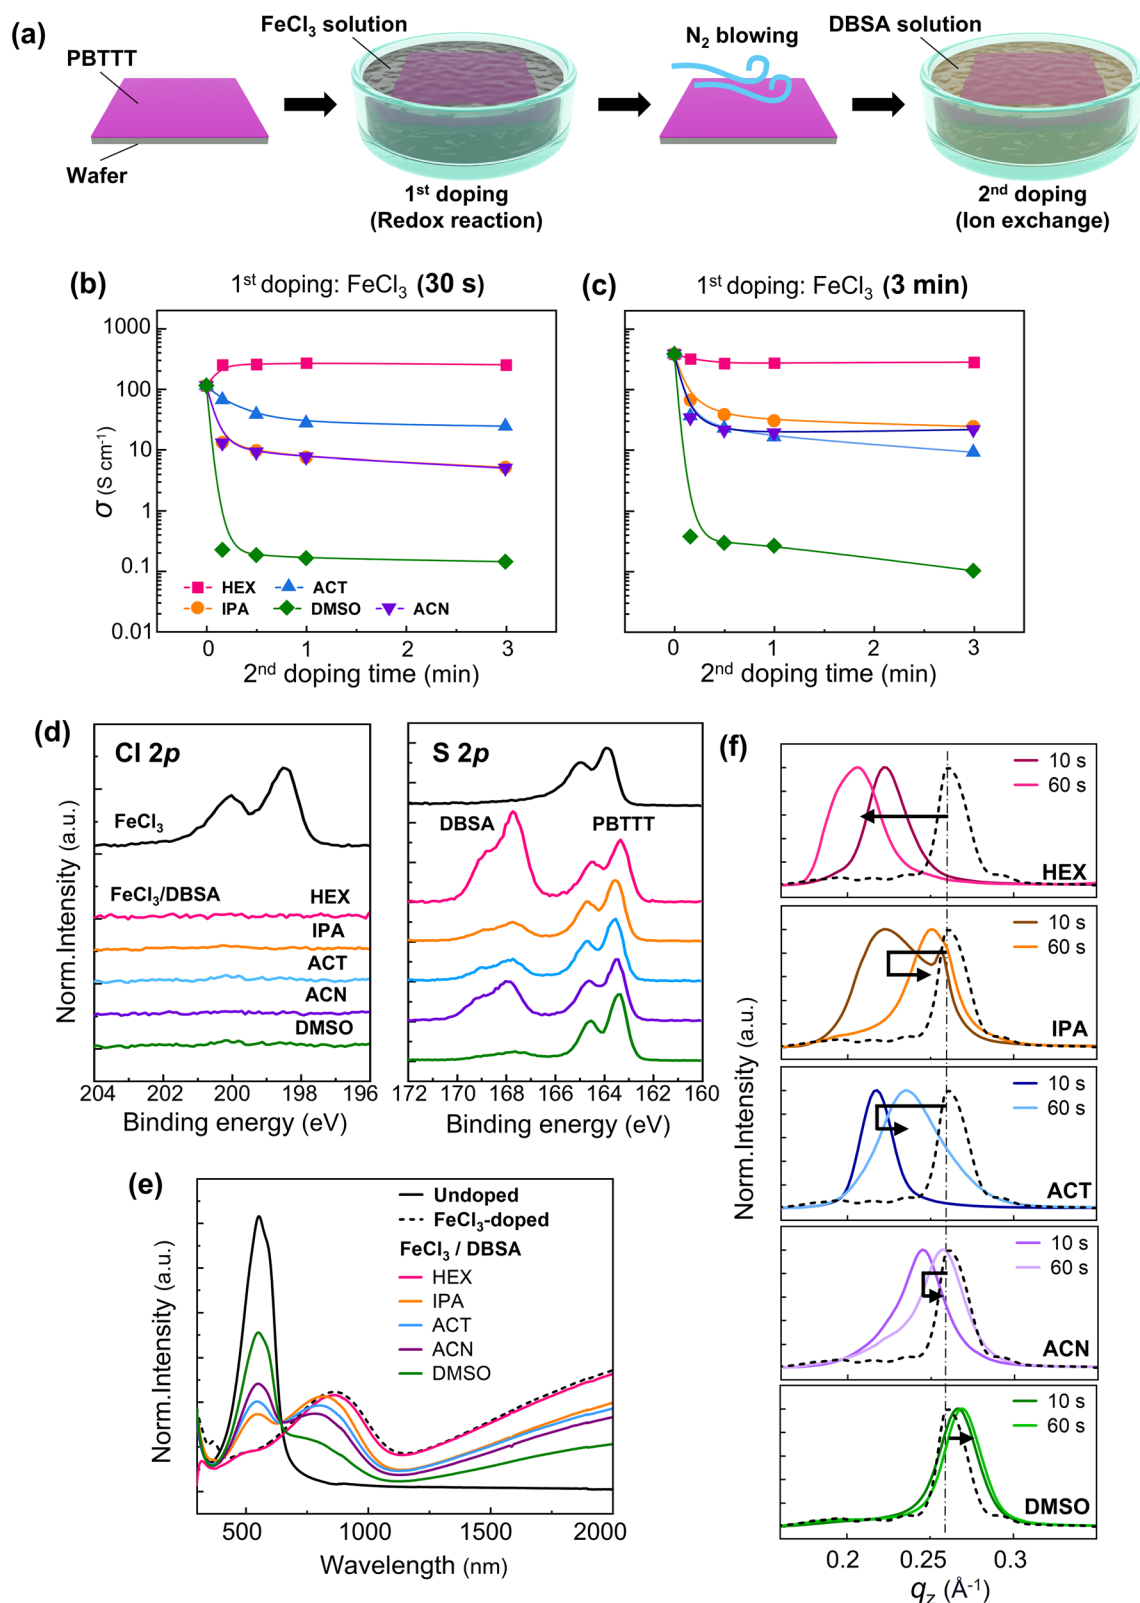 (a)
PBTTT
Wafer
FeCl₃ solution
1ˢᵗ doping
(Redox reaction)
N₂ blowing
DBSA solution
2ⁿᵈ doping
(Ion exchange)
(b)
1ˢᵗ doping: FeCl₃ (30 s)
σ (S cm⁻¹)
1000
100
10
1
0.1
0.01
HEX
ACT
IPA
DMSO
ACN
0 1 2 3
2ⁿᵈ doping time (min)
(c)
1ˢᵗ doping: FeCl₃ (3 min)
0 1 2 3
2ⁿᵈ doping time (min)
(d)
Cl 2p
Norm.Intensity (a.u.)
FeCl₃
FeCl₃/DBSA
HEX
IPA
ACT
ACN
DMSO
204 202 200 198 196
Binding energy (eV)
S 2p
DBSA
PBTTT
172 170 168 166 164 162 160
Binding energy (eV)
(e)
Norm.Intensity (a.u.)
Undoped
FeCl₃-doped
FeCl₃ / DBSA
HEX
IPA
ACT
ACN
DMSO
500 1000 1500 2000
Wavelength (nm)
(f)
Norm.Intensity (a.u.)
10 s
60 s
HEX
10 s
60 s
IPA
10 s
60 s
ACT
10 s
60 s
ACN
10 s
60 s
DMSO
0.2 0.25 0.3
q_z (Å⁻¹)